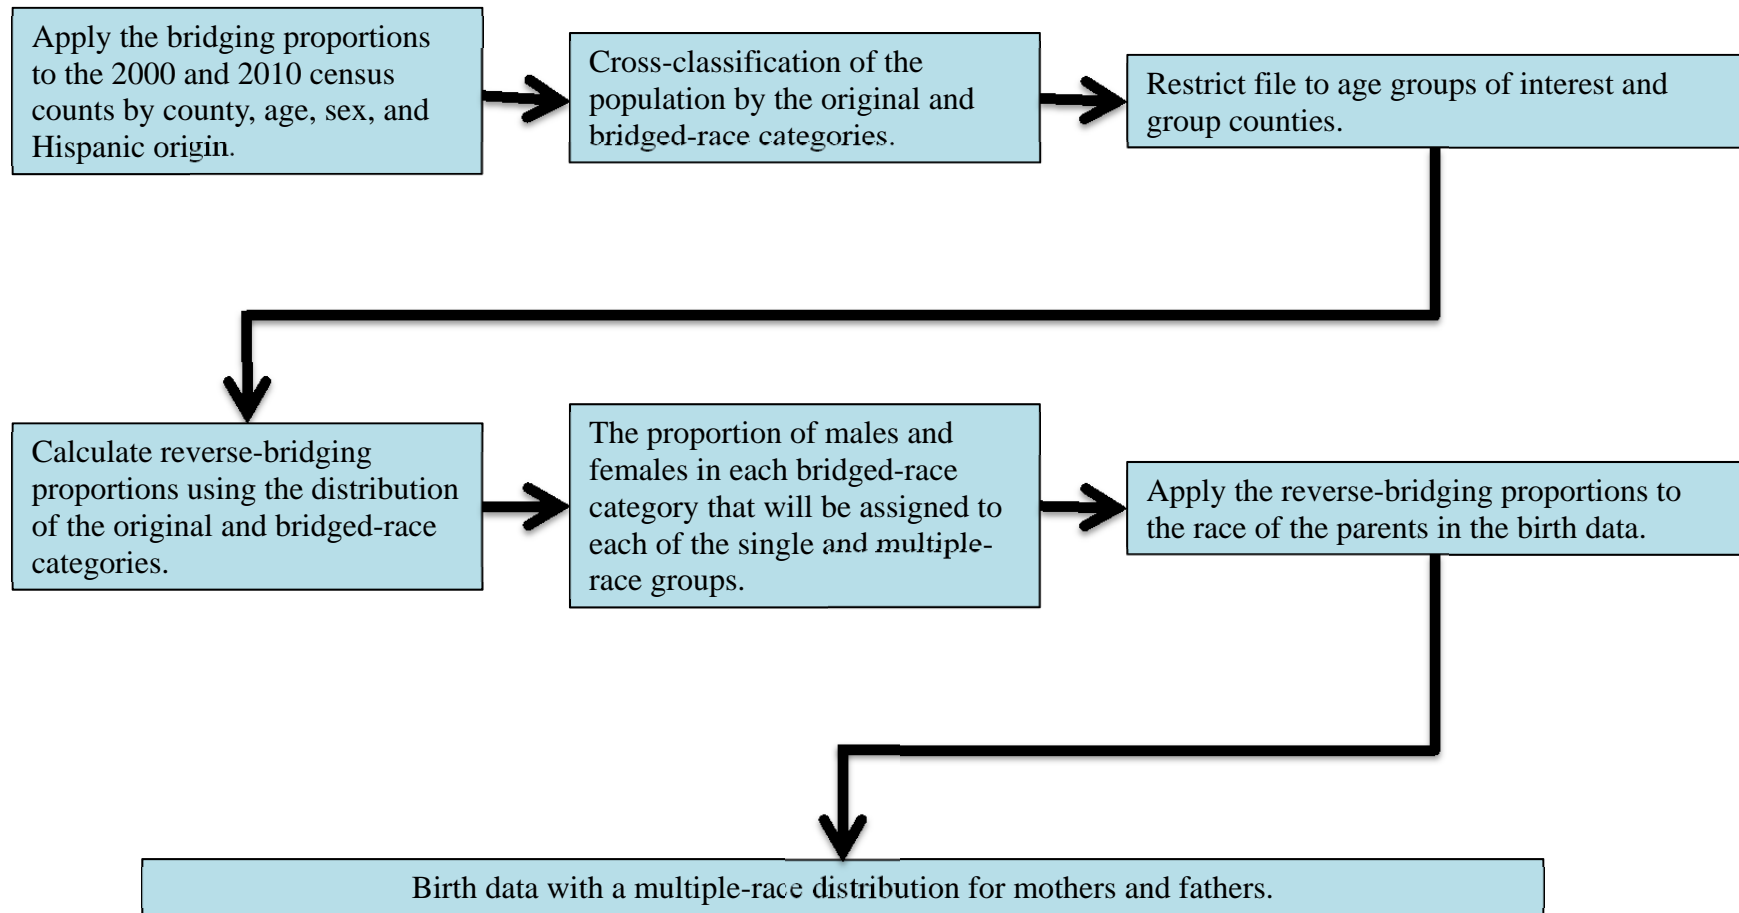 Apply the bridging proportions
to the 2000 and 2010 census
counts by county, age, sex, and
Hispanic origin.
Cross-classification of the
population by the original and
bridged-race categories.
Restrict file to age groups of interest and
group counties.
Calculate reverse-bridging
proportions using the distribution
of the original and bridged-race
categories.
The proportion of males and
females in each bridged-race
category that will be assigned to
each of the single and multiple-
race groups.
Apply the reverse-bridging proportions to
the race of the parents in the birth data.
Birth data with a multiple-race distribution for mothers and fathers.